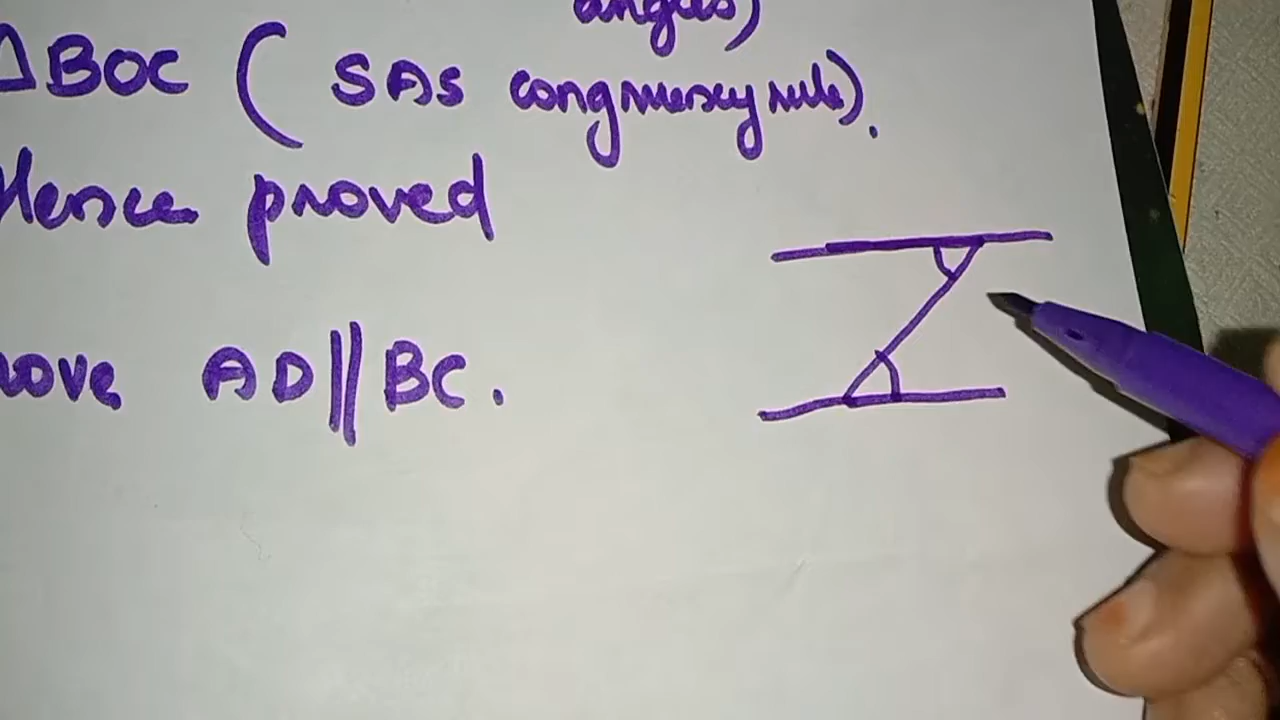 angles)
ΔBOC ( SAS congruency rule).
Hence proved
rove AD||BC.